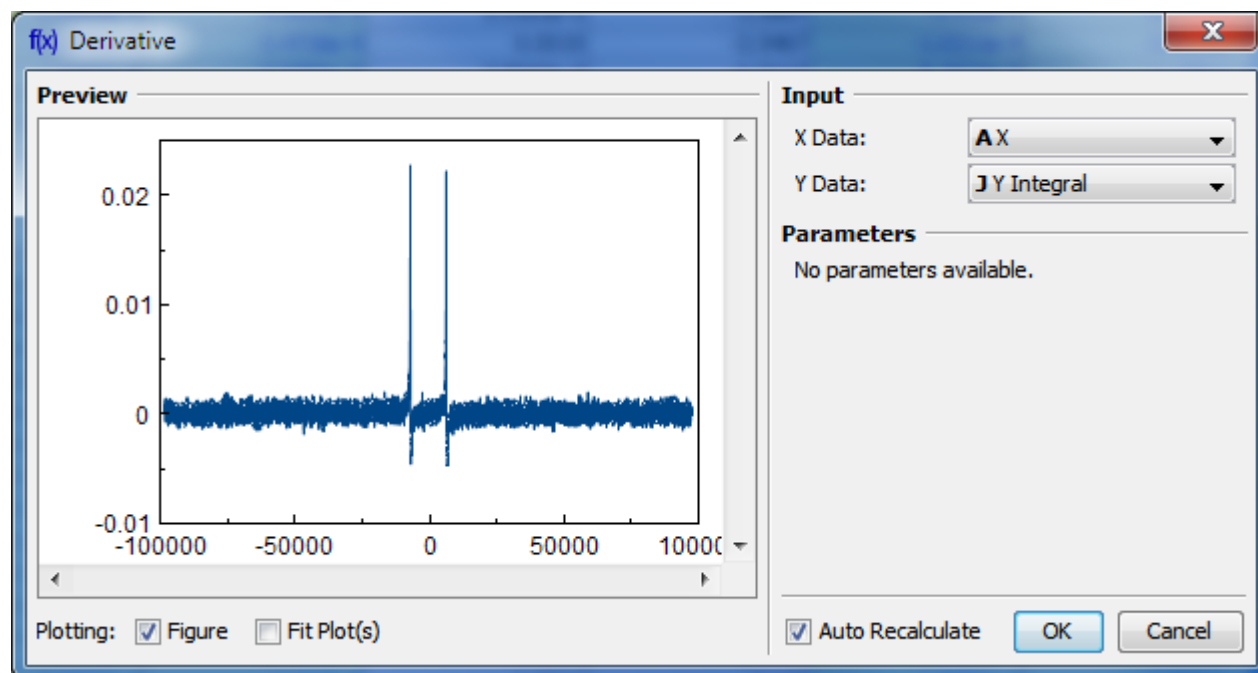 f(x) Derivative
Preview
0.02
0.01
0
-0.01
-100000 -50000 0 50000 10000
Plotting: Figure Fit Plot(s)
Input
X Data: A X
Y Data: J Y Integral
Parameters
No parameters available.
Auto Recalculate OK Cancel